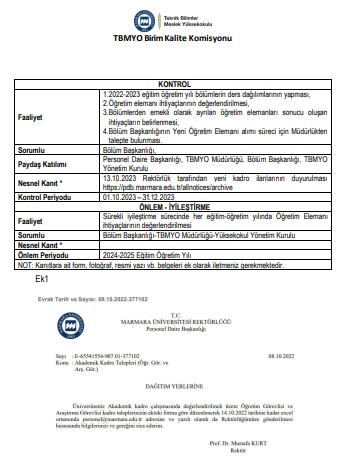 Teknik Bilimler
Meslek Yüksekokulu
TBMYO Birim Kalite Komisyonu
KONTROL
Faaliyet
1.2022-2023 eğitim öğretim yılı bölümlerin ders dağılımlarının yapması,
2.Öğretim elemanı ihtiyaçlarının değerlendirilmesi,
3.Bölümlerden emekli olarak ayrılan öğretim elemanları sonucu oluşan
ihtiyaçların belirlenmesi,
4.Bölüm Başkanlığının Yeni Öğretim Elemanı alımı süreci için Müdürlükten
talepte bulunması.
Sorumlu
Bölüm Başkanlığı,
Paydaş Katılımı
Personel Daire Başkanlığı, TBMYO Müdürlüğü, Bölüm Başkanlığı, TBMYO
Yönetim Kurulu
Nesnel Kanıt *
13.10.2023 Rektörlük tarafından yeni kadro ilanlarının duyurulması
https://pdb.marmara.edu.tr/allnotices/archive
Kontrol Periyodu
01.10.2023 – 31.12.2023
ÖNLEM - İYİLEŞTİRME
Faaliyet
Sürekli iyileştirme sürecinde her eğitim-öğretim yılında Öğretim Elemanı
ihtiyaçlarının değerlendirilmesi
Sorumlu
Bölüm Başkanlığı-TBMYO Müdürlüğü-Yüksekokul Yönetim Kurulu
Nesnel Kanıt *
Önlem Periyodu
2024-2025 Eğitim Öğretim Yılı
NOT: Kanıtlara ait form, fotoğraf, resmi yazı vb. belgeleri ek olarak iletmeniz gerekmektedir.
Ek1
Evrak Tarih ve Sayısı: 08.10.2022-377102
T.C.
MARMARA ÜNİVERSİTESİ REKTÖRLÜĞÜ
Personel Daire Başkanlığı
Sayı : E-65541554-907.01-377102
08.10.2022
Konu : Akademik Kadro Talepleri (Öğr. Gör. ve
Arş. Gör.)
DAĞITIM YERLERİNE
Üniversitemiz Akademik kadro çalışmasında değerlendirilmek üzere Öğretim Görevlisi ve
Araştırma Görevlisi kadro taleplerinizin ekteki forma göre düzenlenerek 14.10.2022 tarihine kadar excel
ortamında personel@marmara.edu.tr adresine ve yazılı olarak da Rektörlüğümüze gönderilmesi
hususunda bilgilerinizi ve gereğini rica ederim.
Prof. Dr. Mustafa KURT
Rektör